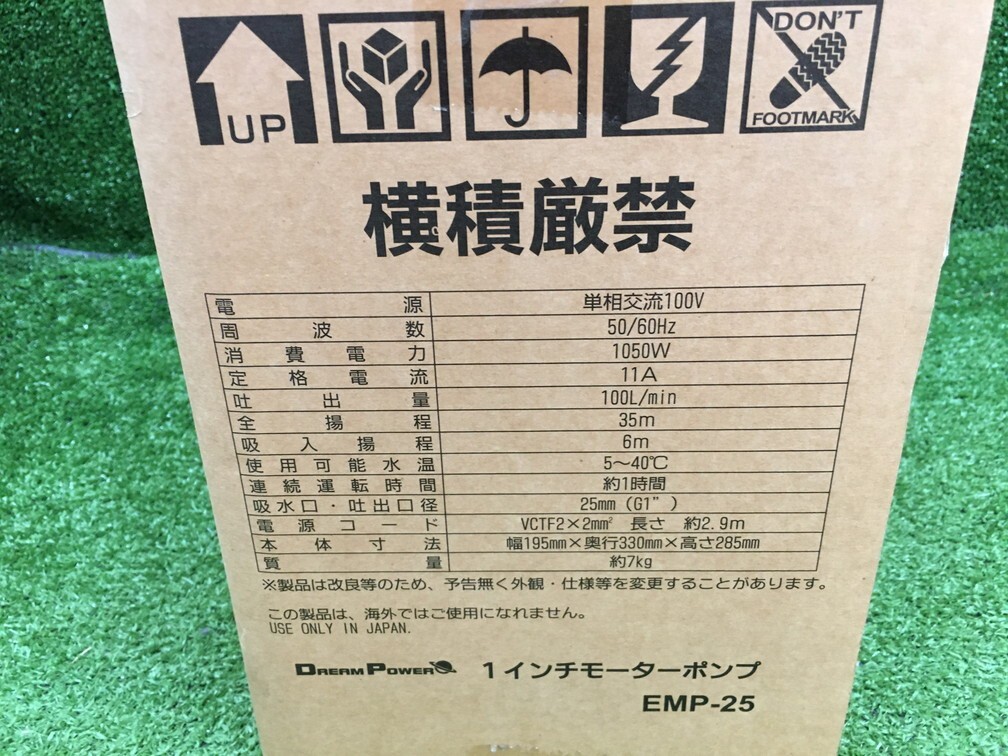 UP
DON'T
FOOTMARK
横積厳禁
電源 単相交流100V
周波数 50/60Hz
消費電力 1050W
定格電流 11A
吐出量 100L/min
全揚程 35m
吸入揚程 6m
使用可能水温 5～40℃
連続運転時間 約1時間
吸水口・吐出口径 25mm (G1")
電源コード VCTF2×2mm² 長さ 約2.9m
本体寸法 幅195mm×奥行330mm×高さ285mm
質量 約7kg
※製品は改良等のため、予告無く外観・仕様等を変更することがあります。
この製品は、海外ではご使用になれません。
USE ONLY IN JAPAN.
DREAM POWER 1インチモーターポンプ
EMP-25